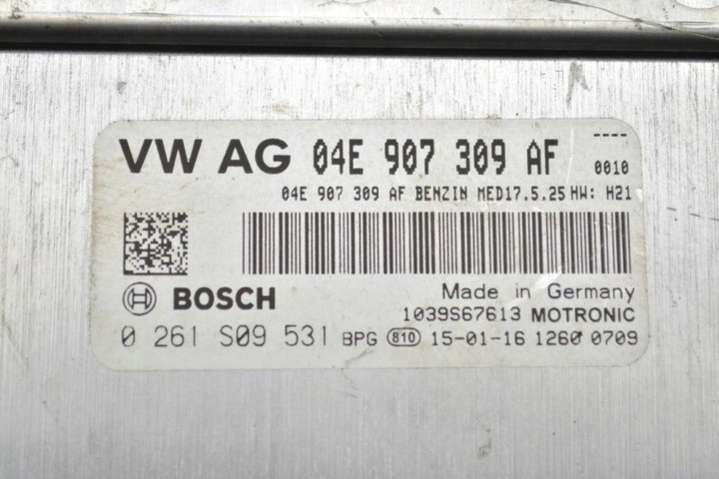 ----
VW AG 04E 907 309 AF 0010
04E 907 309 AF BENZIN MED17.5.25 HW: H21
BOSCH
Made in Germany
1039S67613 MOTRONIC
0 261 S09 531 BPG 810 15-01-16 1260 0709